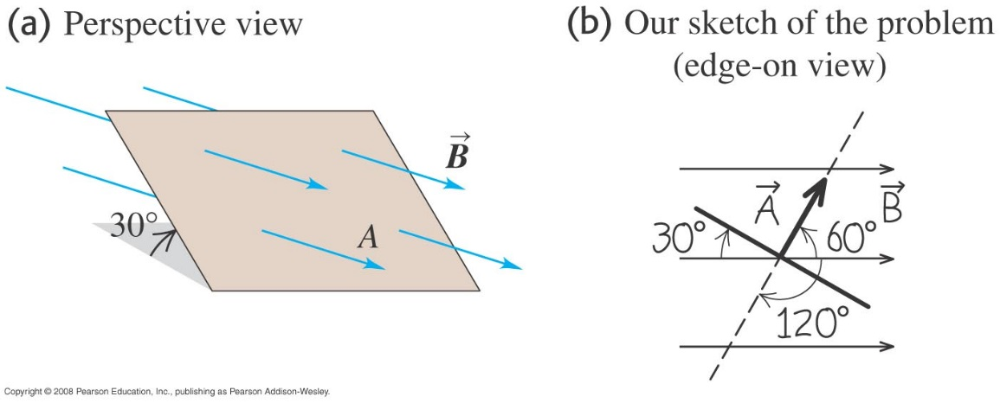 (a) Perspective view
B⃗
30°
A
(b) Our sketch of the problem
(edge-on view)
A⃗
B⃗
30°
60°
120°
Copyright © 2008 Pearson Education, Inc., publishing as Pearson Addison-Wesley.